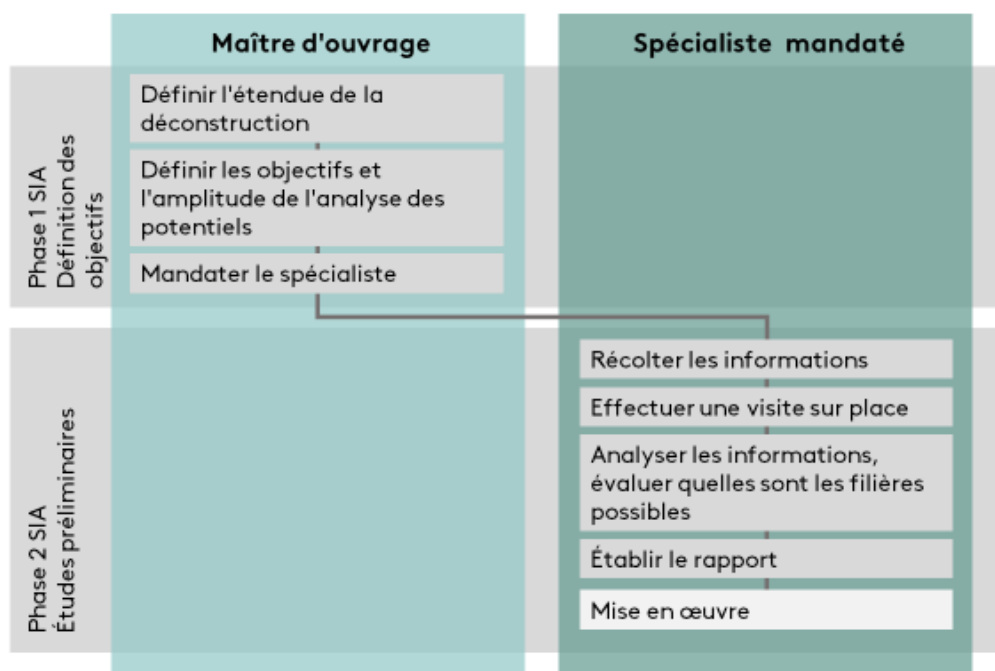 Maître d'ouvrage
Spécialiste mandaté
Phase 1 SIA
Définition des
objectifs
Définir l'étendue de la
déconstruction
Définir les objectifs et
l'amplitude de l'analyse des
potentiels
Mandater le spécialiste
Phase 2 SIA
Études préliminaires
Récolter les informations
Effectuer une visite sur place
Analyser les informations,
évaluer quelles sont les filières
possibles
Établir le rapport
Mise en œuvre